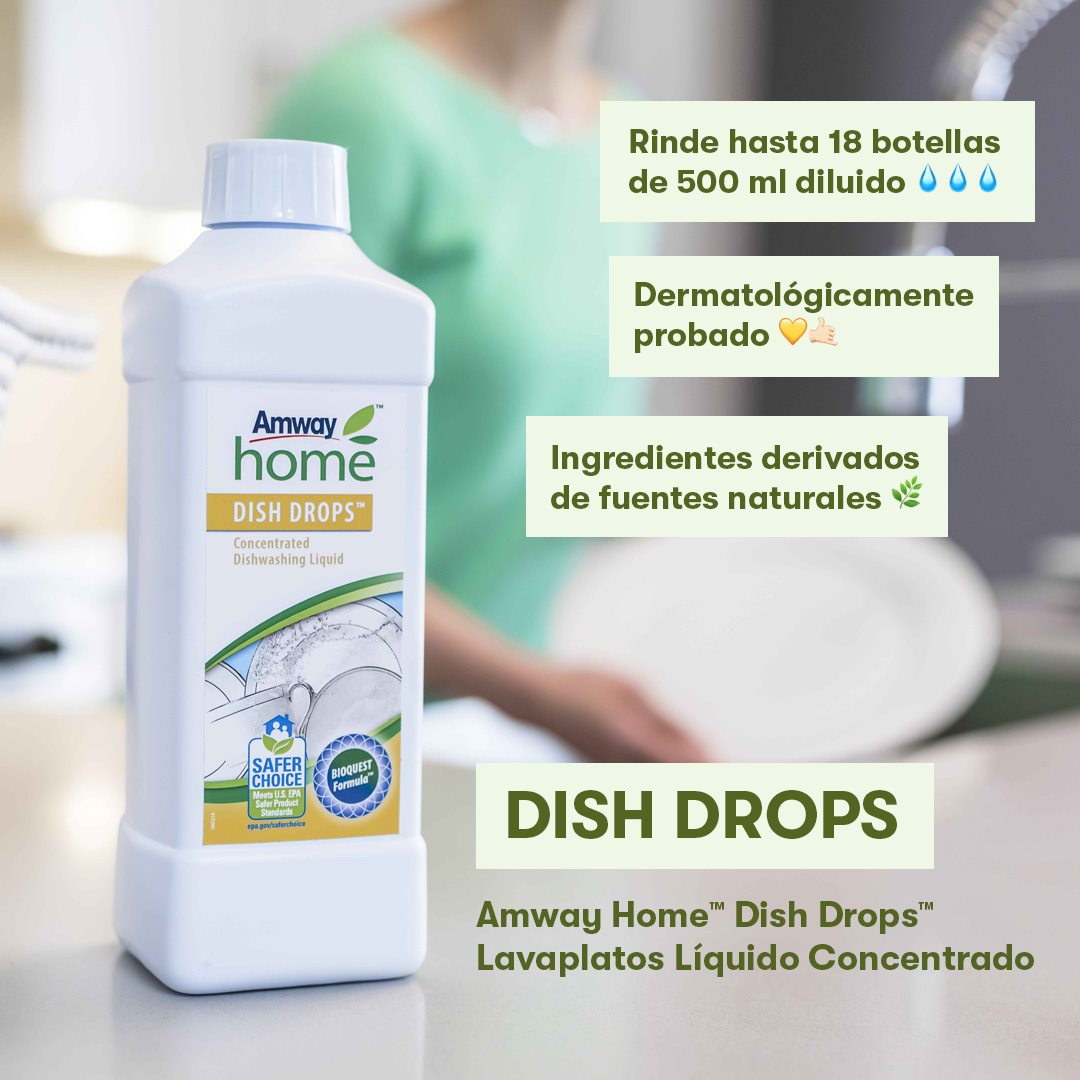 Rinde hasta 18 botellas
de 500 ml diluido 💧💧💧
Dermatológicamente
probado 💛🤙🏻
Ingredientes derivados
de fuentes naturales 🌿
Amway™
home
DISH DROPS™
Concentrated
Dishwashing Liquid
SAFER
CHOICE
Meets U.S. EPA
Safer Product
Standards
epa.gov/saferchoice
BIOQUEST
Formula™
DISH DROPS
Amway Home™ Dish Drops™
Lavaplatos Líquido Concentrado